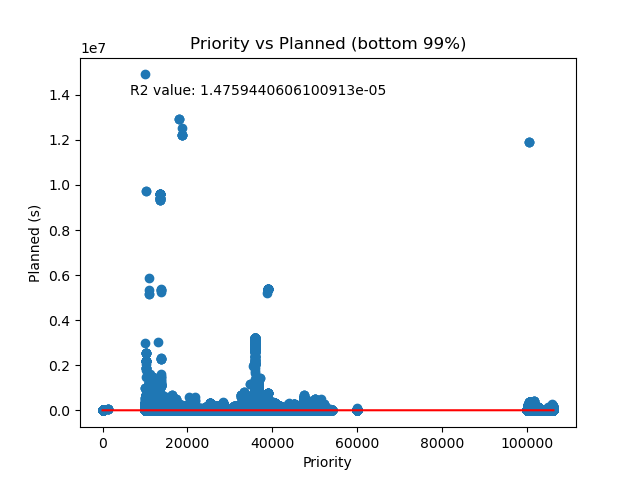 Priority vs Planned (bottom 99%)
1e7
R2 value: 1.4759440606100913e-05
1.4
1.2
1.0
0.8
0.6
0.4
0.2
0.0
Planned (s)
0 20000 40000 60000 80000 100000
Priority